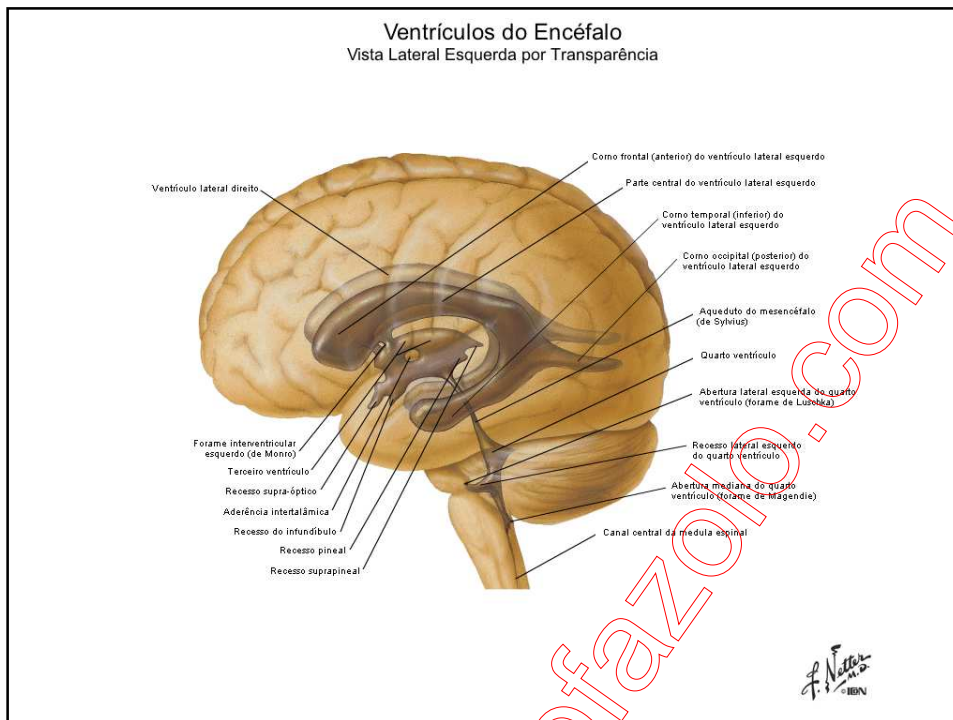 Ventrículos do Encéfalo
Vista Lateral Esquerda por Transparência
Corno frontal (anterior) do ventrículo lateral esquerdo
Ventrículo lateral direito
Parte central do ventrículo lateral esquerdo
Corno temporal (inferior) do
ventrículo lateral esquerdo
Corno occipital (posterior) do
ventrículo lateral esquerdo
Aqueduto do mesencéfalo
(de Sylvius)
Quarto ventrículo
Abertura lateral esquerda do quarto
ventrículo (forame de Luschka)
Recesso lateral esquerdo
do quarto ventrículo
Abertura mediana do quarto
ventrículo (forame de Magendie)
Canal central da medula espinal
Forame interventricular
esquerdo (de Monro)
Terceiro ventrículo
Recesso supra-óptico
Aderência intertalâmica
Recesso do infundíbulo
Recesso pineal
Recesso suprapineal
ofazolo.com
F. Netter
M.D.
©ION